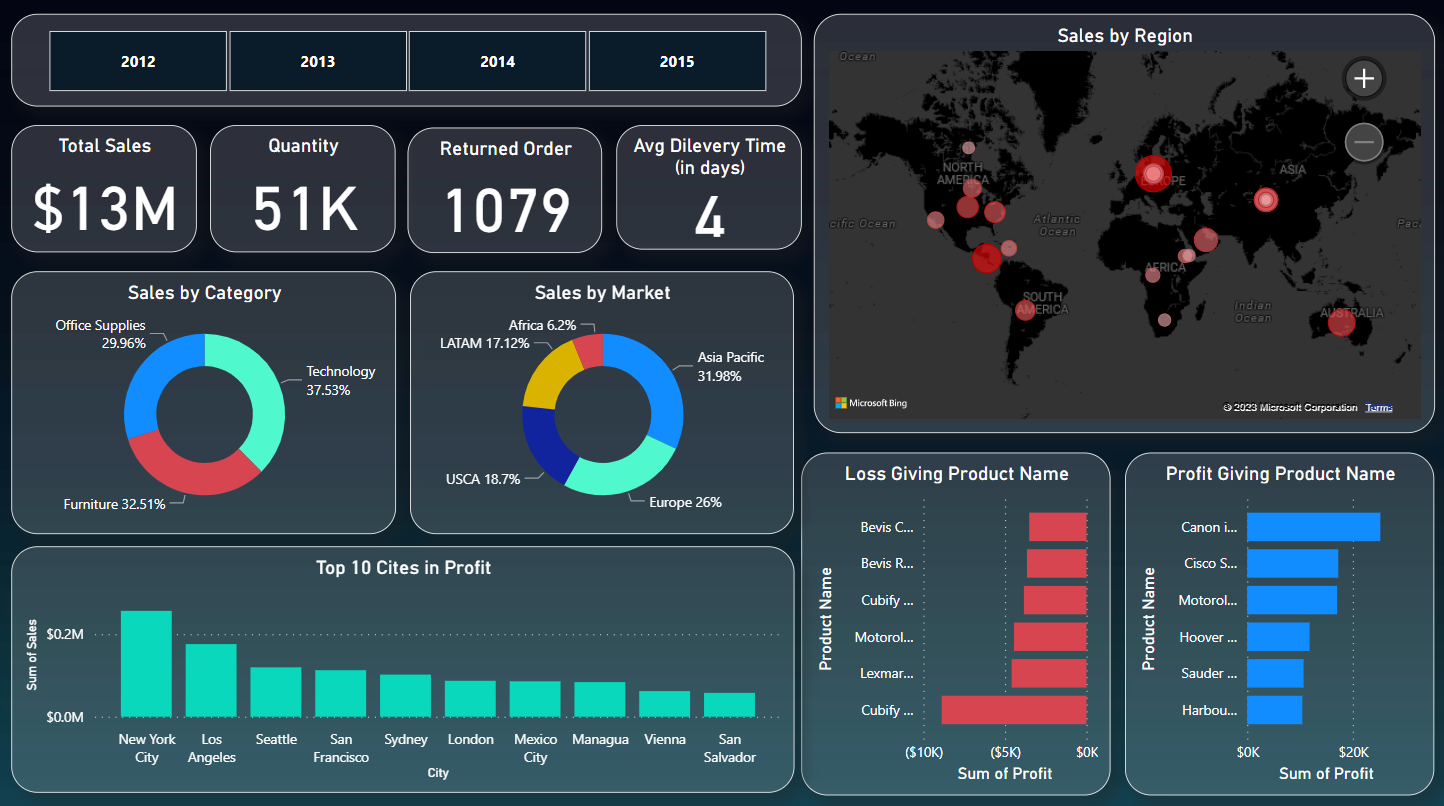 2012
2013
2014
2015
Total Sales
$13M
Quantity
51K
Returned Order
1079
Avg Dilevery Time
(in days)
4
Sales by Region
Ocean
NORTH
AMERICA
EUROPE
ASIA
cific Ocean
Atlantic
Ocean
Pac
AFRICA
SOUTH
AMERICA
Indian
Ocean
AUSTRALIA
Microsoft Bing
© 2023 Microsoft Corporation Terms
Sales by Category
Office Supplies
29.96%
Technology
37.53%
Furniture 32.51%
Sales by Market
Africa 6.2%
LATAM 17.12%
Asia Pacific
31.98%
USCA 18.7%
Europe 26%
Top 10 Cites in Profit
Sum of Sales
$0.2M
$0.0M
New York
City
Los
Angeles
Seattle
San
Francisco
Sydney
London
Mexico
City
Managua
Vienna
San
Salvador
City
Loss Giving Product Name
Product Name
Bevis C...
Bevis R...
Cubify ...
Motorol...
Lexmar...
Cubify ...
($10K)
($5K)
$0K
Sum of Profit
Profit Giving Product Name
Product Name
Canon i...
Cisco S...
Motorol...
Hoover ...
Sauder ...
Harbou...
$0K
$20K
Sum of Profit